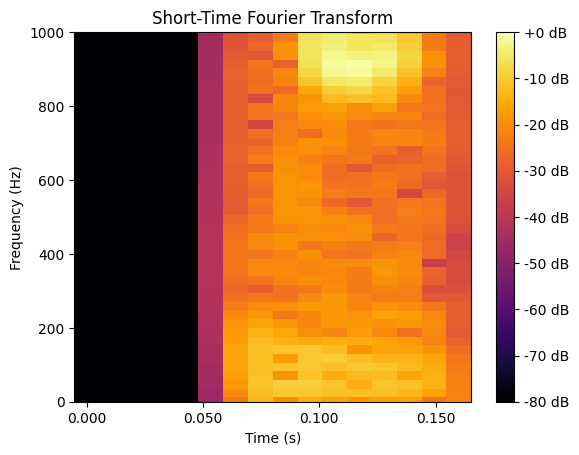 Short-Time Fourier Transform
1000
800
600
400
200
0
Frequency (Hz)
0.000
0.050
0.100
0.150
Time (s)
+0 dB
-10 dB
-20 dB
-30 dB
-40 dB
-50 dB
-60 dB
-70 dB
-80 dB